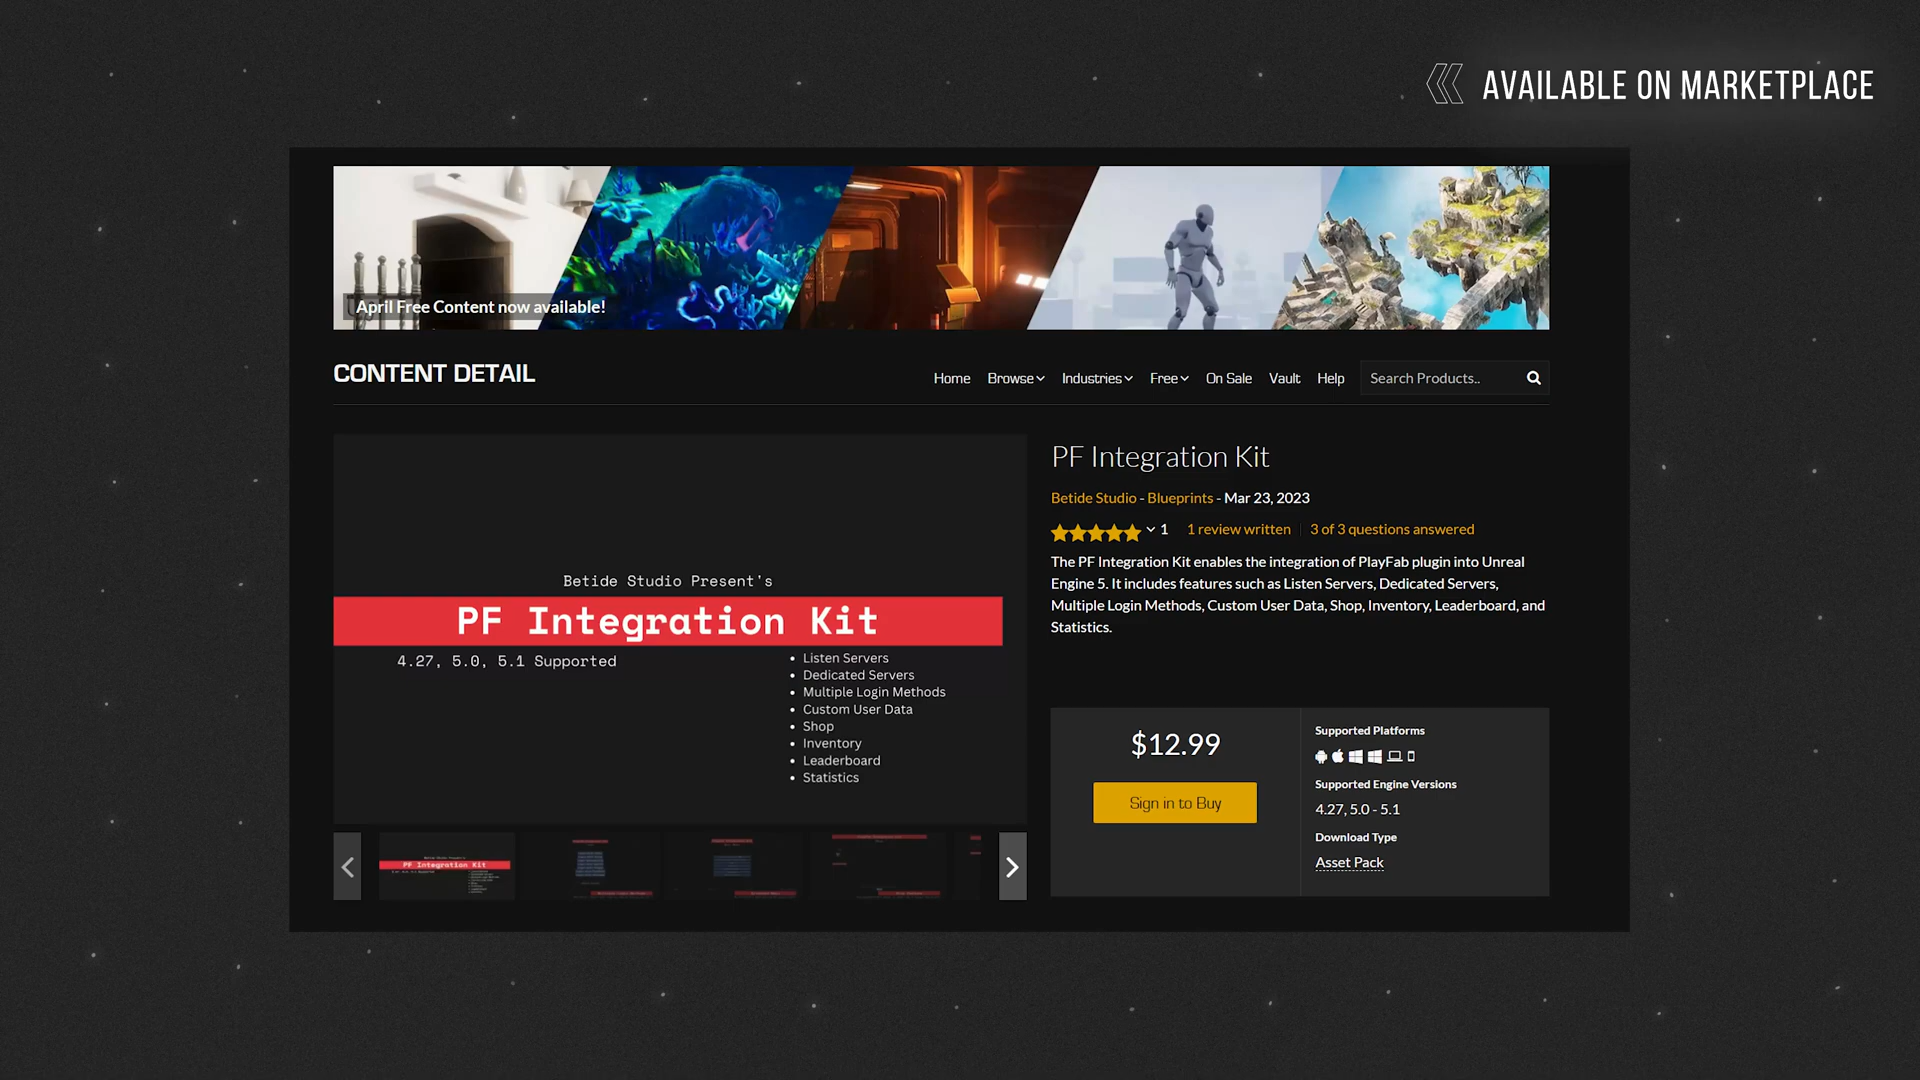 AVAILABLE ON MARKETPLACE
April Free Content now available!
CONTENT DETAIL
Home Browse Industries Free On Sale Vault Help Search Products..
PF Integration Kit
Betide Studio - Blueprints - Mar 23, 2023
1 1 review written 3 of 3 questions answered
The PF Integration Kit enables the integration of PlayFab plugin into Unreal
Engine 5. It includes features such as Listen Servers, Dedicated Servers,
Multiple Login Methods, Custom User Data, Shop, Inventory, Leaderboard, and
Statistics.
Betide Studio Present's
PF Integration Kit
4.27, 5.0, 5.1 Supported
• Listen Servers
• Dedicated Servers
• Multiple Login Methods
• Custom User Data
• Shop
• Inventory
• Leaderboard
• Statistics
$12.99
Sign in to Buy
Supported Platforms
Supported Engine Versions
4.27, 5.0 - 5.1
Download Type
Asset Pack
PF Integration Kit